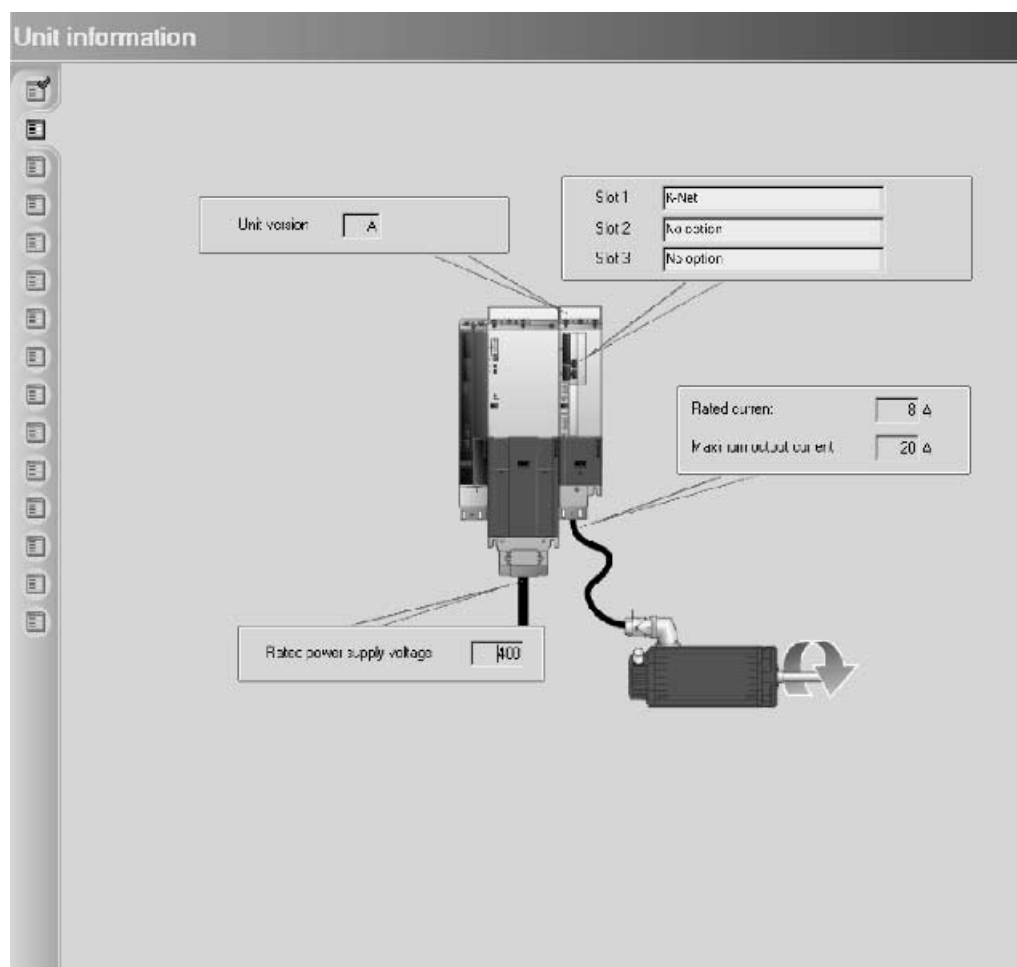 Unit information
Slot 1 K-Net
Unit version A
Slot 2 No option
Slot 3 No option
Rated current 8 A
Maximum output current 20 A
Rated power supply voltage 400